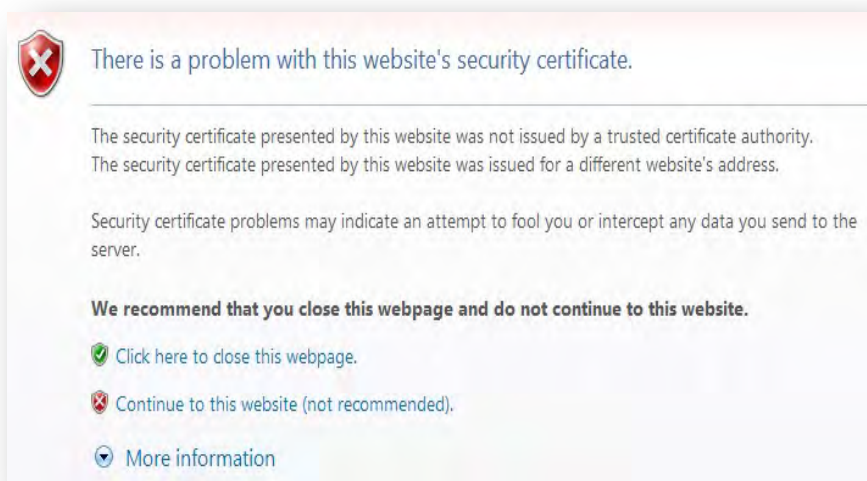 There is a problem with this website's security certificate.
The security certificate presented by this website was not issued by a trusted certificate authority.
The security certificate presented by this website was issued for a different website's address.
Security certificate problems may indicate an attempt to fool you or intercept any data you send to the
server.
We recommend that you close this webpage and do not continue to this website.
Click here to close this webpage.
Continue to this website (not recommended).
More information